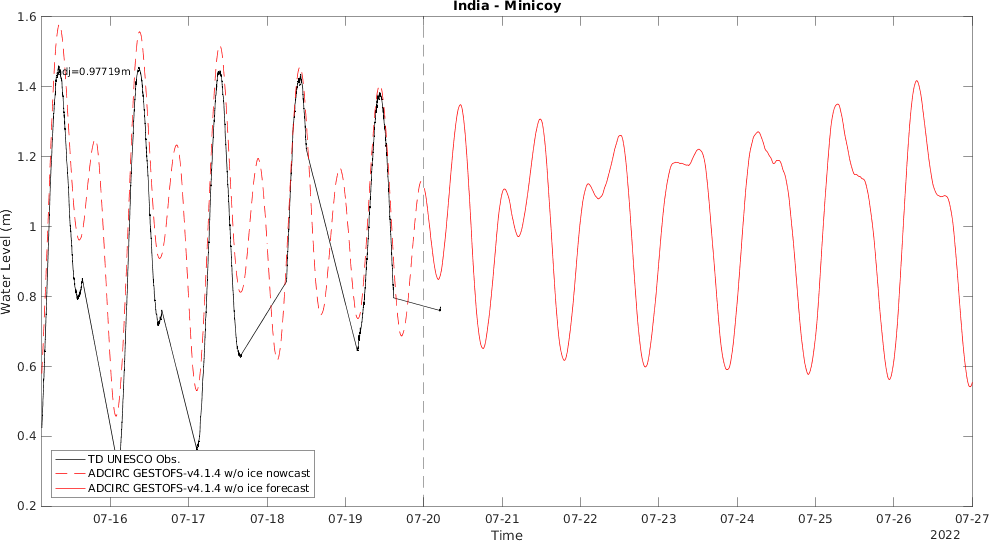 India - Minicoy
1.6
1.4
1.2
1
0.8
0.6
0.4
0.2
Water Level (m)
adj=0.97719m
TD UNESCO Obs.
ADCIRC GESTOFS-v4.1.4 w/o ice nowcast
ADCIRC GESTOFS-v4.1.4 w/o ice forecast
07-16 07-17 07-18 07-19 07-20 07-21 07-22 07-23 07-24 07-25 07-26 07-27
Time
2022